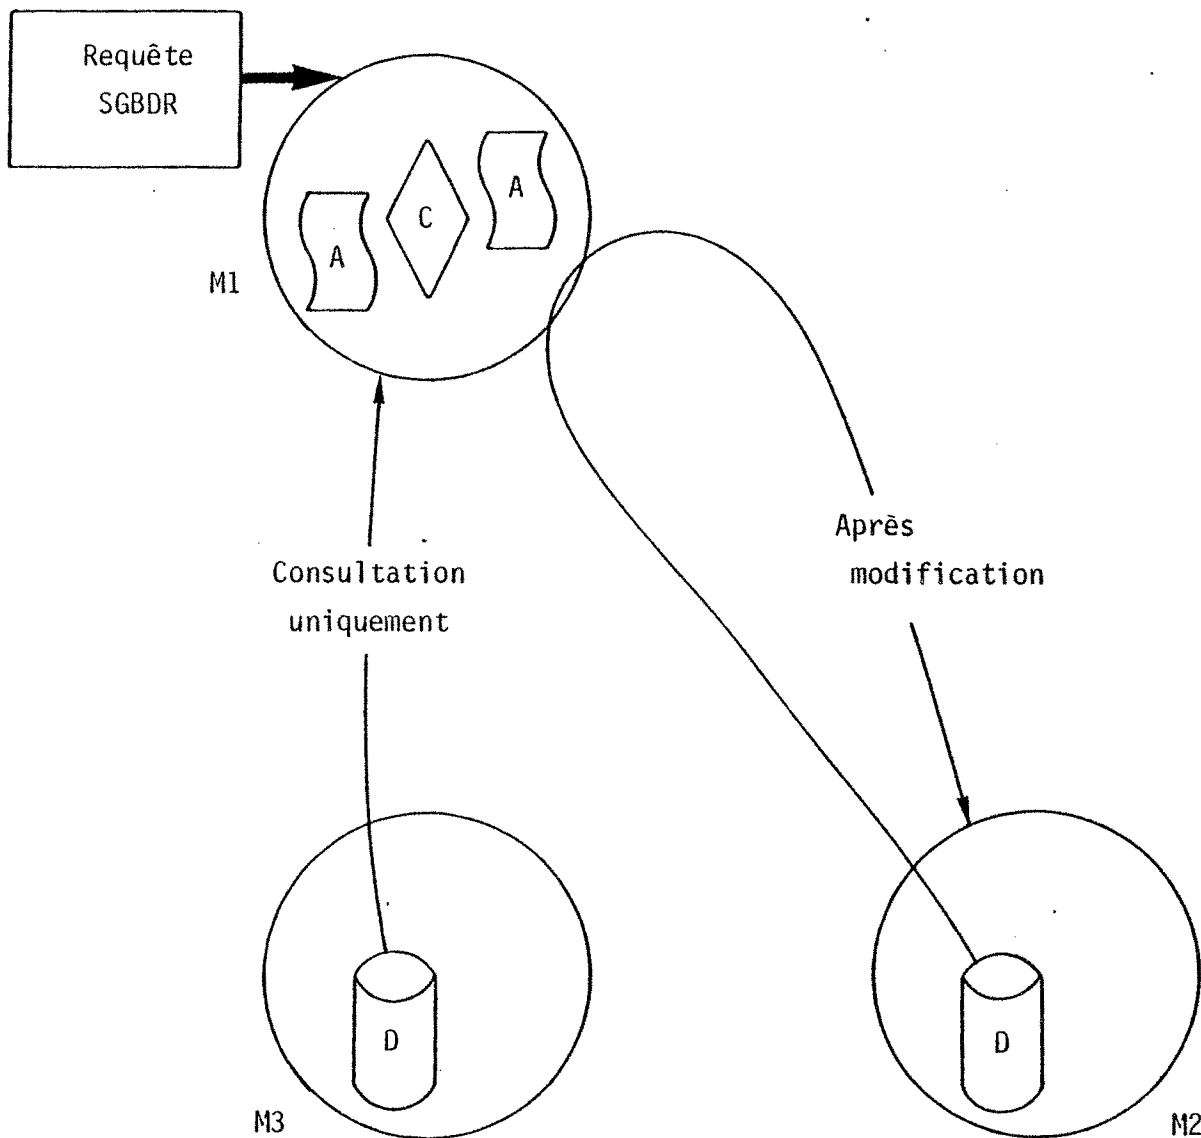 Requête
SGBDR
A
C
A
M1
Consultation
uniquement
Après
modification
D
M3
D
M2